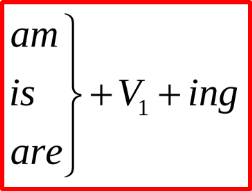 am
is
are
} + V₁ + ing